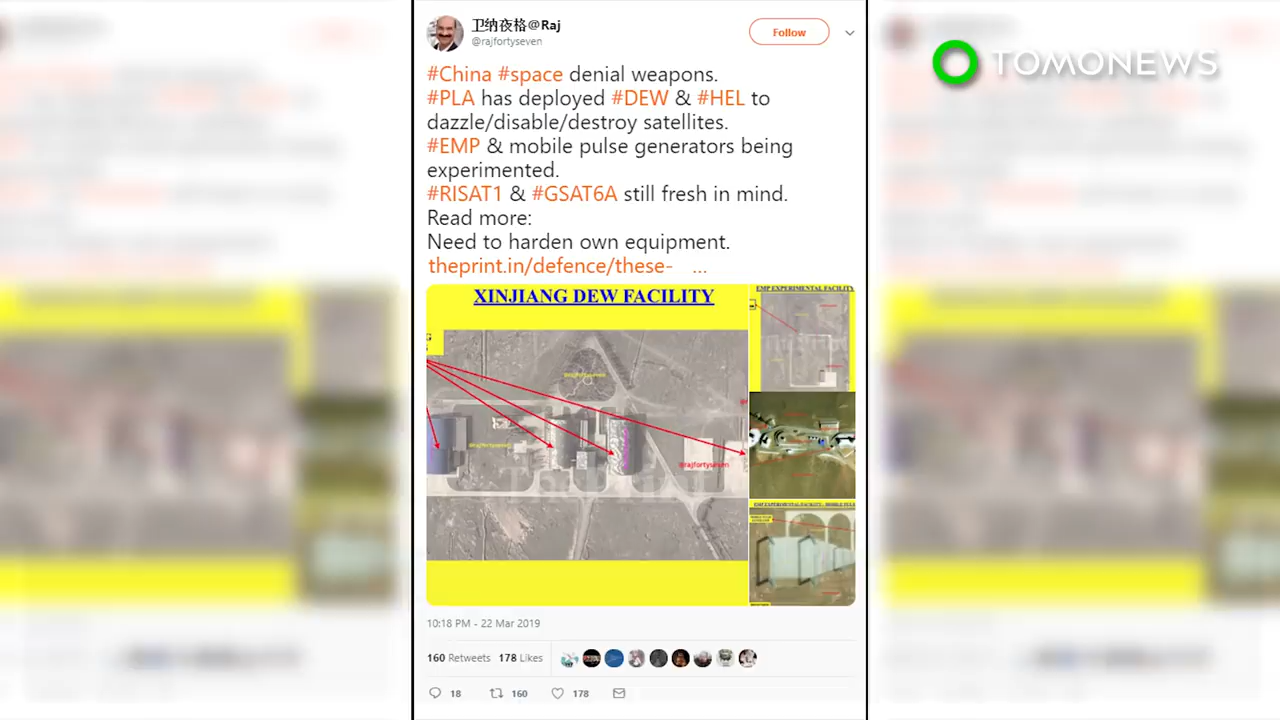 卫纳夜格@Raj
@rajfortyseven
Follow
TOMONEWS
#China #space denial weapons.
#PLA has deployed #DEW & #HEL to
dazzle/disable/destroy satellites.
#EMP & mobile pulse generators being
experimented.
#RISAT1 & #GSAT6A still fresh in mind.
Read more:
Need to harden own equipment.
theprint.in/defence/these- ...
XINJIANG DEW FACILITY
EMP EXPERIMENTAL FACILITY
@rajfortyseven
@rajfortyseven
@rajfortyseven
10:18 PM - 22 Mar 2019
160 Retweets 178 Likes
18 160 178